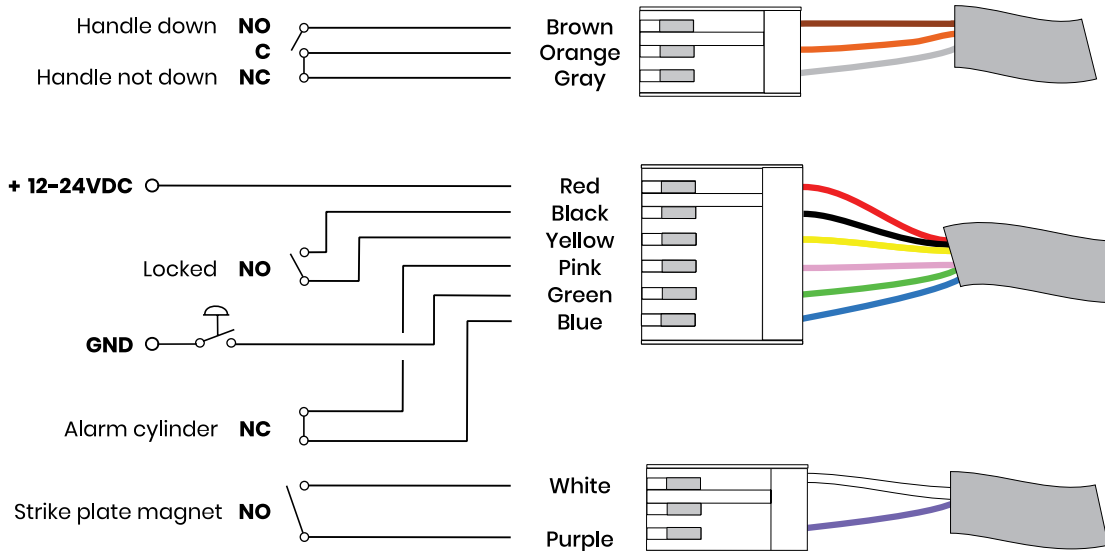 Handle down NO Brown
C Orange
Handle not down NC Gray
+ 12-24VDC Red
Black
Yellow
Locked NO Pink
Green
Blue
GND
Alarm cylinder NC
White
Strike plate magnet NO
Purple